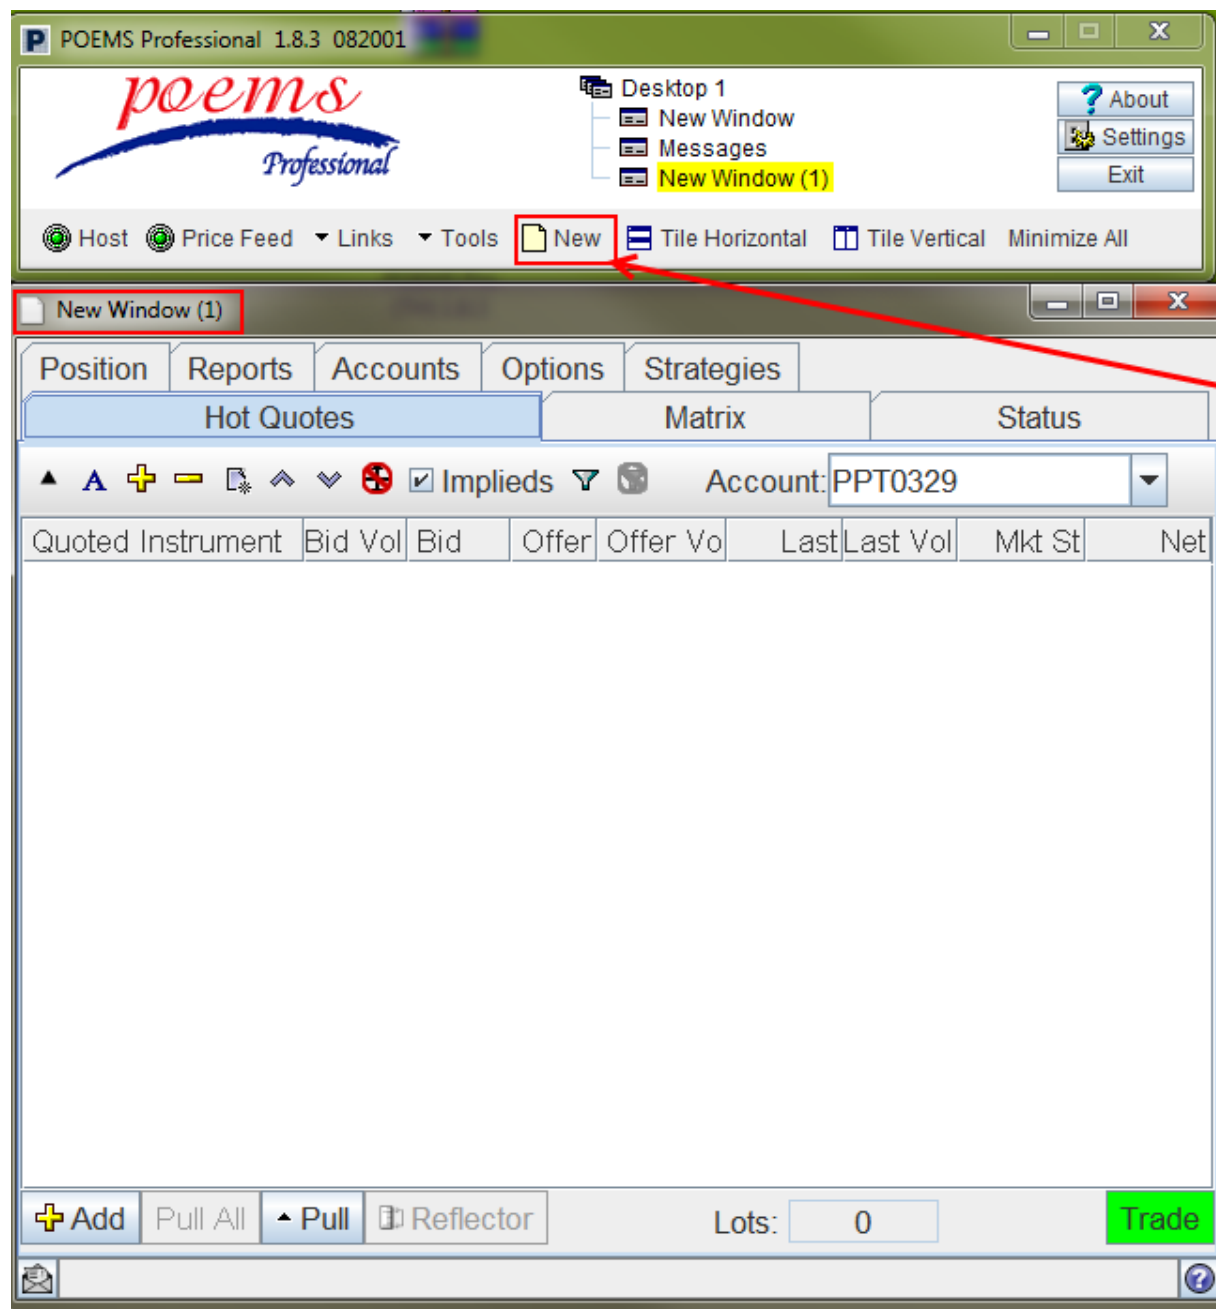 POEMS Professional 1.8.3 082001
poems
Professional
Desktop 1
New Window
Messages
New Window (1)
About
Settings
Exit
Host Price Feed Links Tools New Tile Horizontal Tile Vertical Minimize All
New Window (1)
Position Reports Accounts Options Strategies
Hot Quotes Matrix Status
A Implieds Account: PPT0329
Quoted Instrument Bid Vol Bid Offer Offer Vo Last Last Vol Mkt St Net
Add Pull All Pull Reflector Lots: 0 Trade